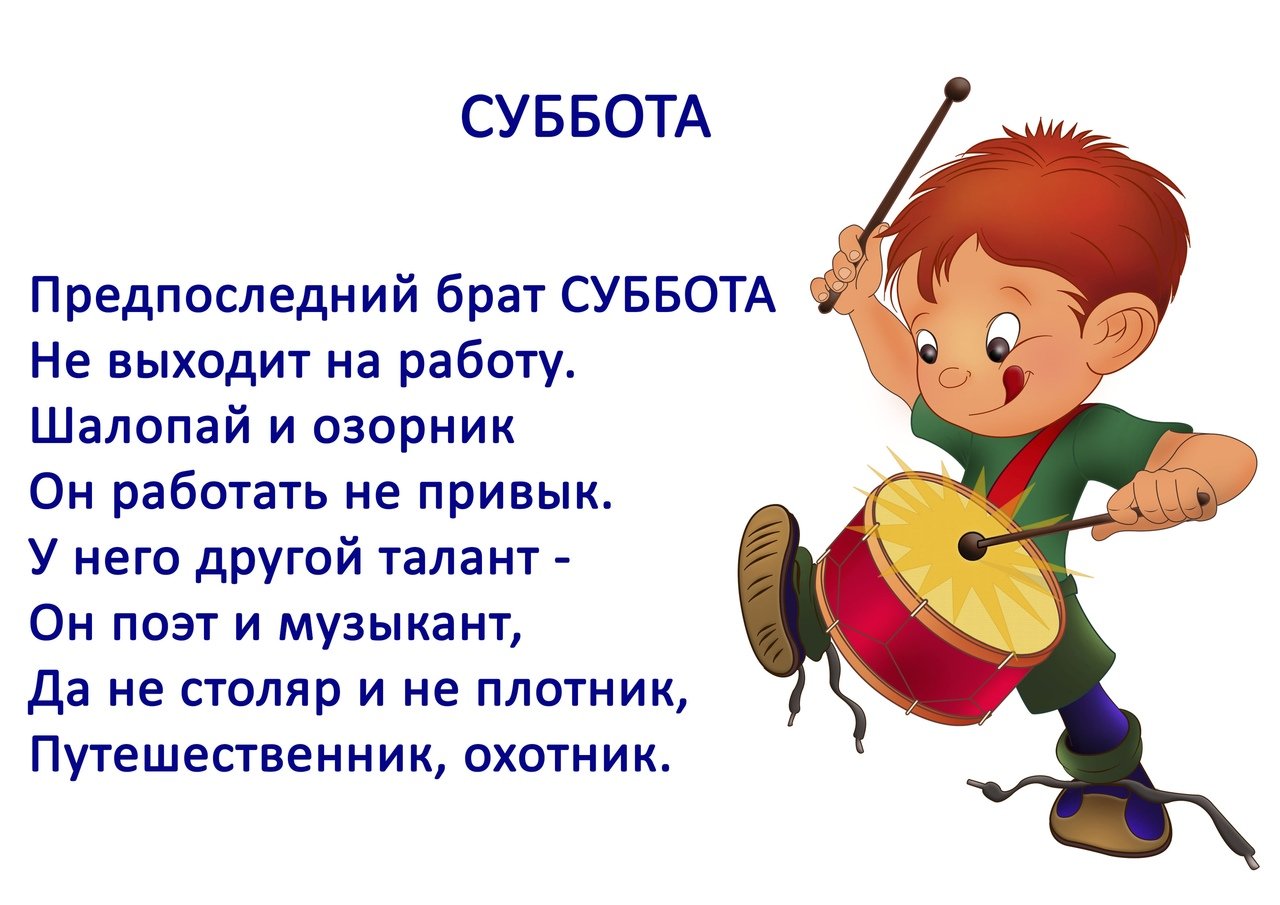 СУББОТА
Предпоследний брат СУББОТА
Не выходит на работу.
Шалопай и озорник
Он работать не привык.
У него другой талант -
Он поэт и музыкант,
Да не столяр и не плотник,
Путешественник, охотник.